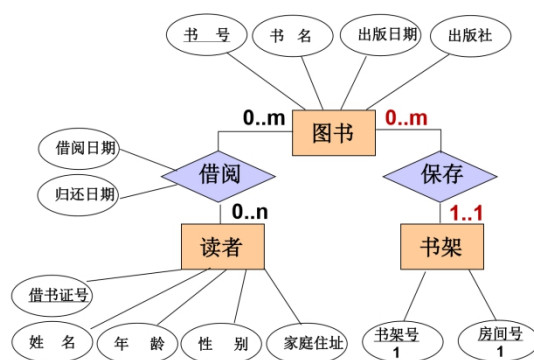 书 号
书 名
出版日期
出版社
0..m
图书
0..m
借阅日期
归还日期
借阅
保存
0..n
1..1
读者
书架
借书证号
姓 名
年 龄
性 别
家庭住址
书架号
1
房间号
1